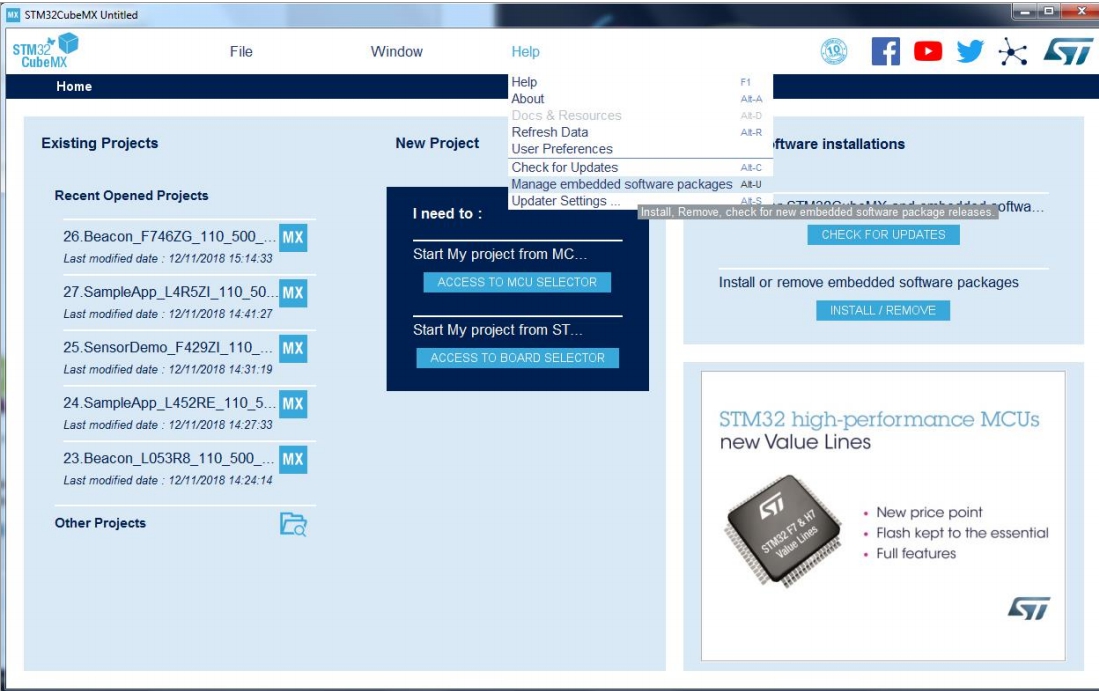 MX STM32CubeMX Untitled
STM32
CubeMX
File
Window
Help
10
Home
Help F1
About Alt-A
Docs & Resources Alt-D
Refresh Data Alt-R
User Preferences
Check for Updates Alt-C
Manage embedded software packages Alt-U
Updater Settings ... Alt-S
Install, Remove, check for new embedded software package releases.
Existing Projects
Recent Opened Projects
26.Beacon_F746ZG_110_500_... MX
Last modified date : 12/11/2018 15:14:33
27.SampleApp_L4R5ZI_110_50... MX
Last modified date : 12/11/2018 14:41:27
25.SensorDemo_F429ZI_110_... MX
Last modified date : 12/11/2018 14:31:19
24.SampleApp_L452RE_110_5... MX
Last modified date : 12/11/2018 14:27:33
23.Beacon_L053R8_110_500_... MX
Last modified date : 12/11/2018 14:24:14
Other Projects
New Project
I need to :
Start My project from MC...
ACCESS TO MCU SELECTOR
Start My project from ST...
ACCESS TO BOARD SELECTOR
ftware installations
STM32CubeMX and embedded softwa...
CHECK FOR UPDATES
Install or remove embedded software packages
INSTALL / REMOVE
STM32 high-performance MCUs
new Value Lines
ST
STM32 F7 & H7
Value Lines
• New price point
• Flash kept to the essential
• Full features
ST